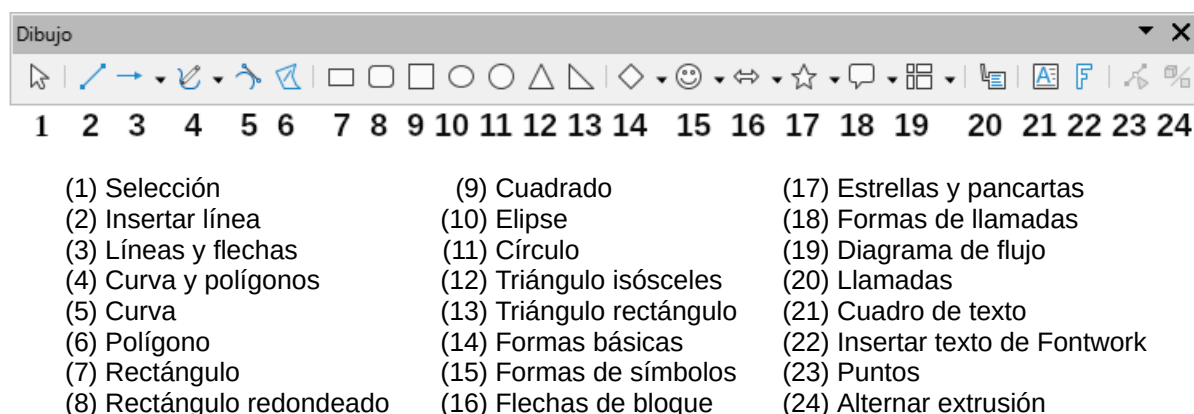 Dibujo
1 2 3 4 5 6 7 8 9 10 11 12 13 14 15 16 17 18 19 20 21 22 23 24
(1) Selección
(2) Insertar línea
(3) Líneas y flechas
(4) Curva y polígonos
(5) Curva
(6) Polígono
(7) Rectángulo
(8) Rectángulo redondeado
(9) Cuadrado
(10) Elipse
(11) Círculo
(12) Triángulo isósceles
(13) Triángulo rectángulo
(14) Formas básicas
(15) Formas de símbolos
(16) Flechas de bloque
(17) Estrellas y pancartas
(18) Formas de llamadas
(19) Diagrama de flujo
(20) Llamadas
(21) Cuadro de texto
(22) Insertar texto de Fontwork
(23) Puntos
(24) Alternar extrusión